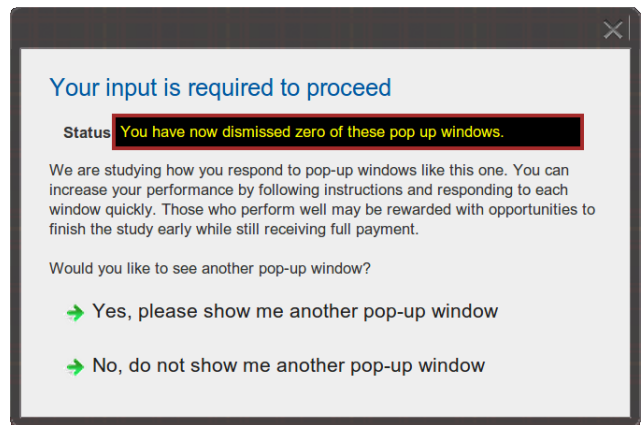 Your input is required to proceed
Status You have now dismissed zero of these pop up windows.
We are studying how you respond to pop-up windows like this one. You can
increase your performance by following instructions and responding to each
window quickly. Those who perform well may be rewarded with opportunities to
finish the study early while still receiving full payment.
Would you like to see another pop-up window?
Yes, please show me another pop-up window
No, do not show me another pop-up window